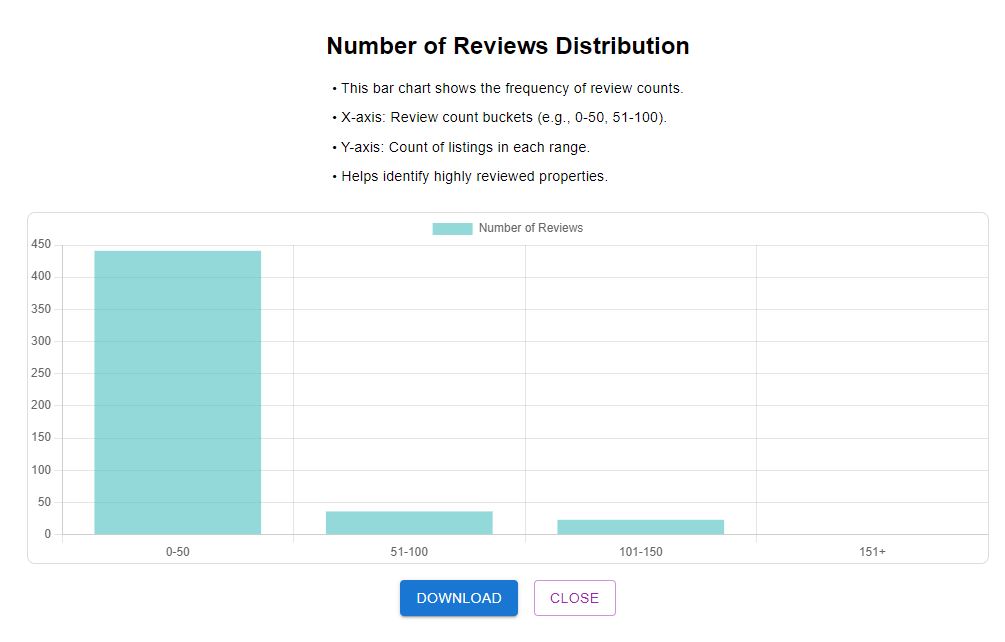 Number of Reviews Distribution
• This bar chart shows the frequency of review counts.
• X-axis: Review count buckets (e.g., 0-50, 51-100).
• Y-axis: Count of listings in each range.
• Helps identify highly reviewed properties.
Number of Reviews
450
400
350
300
250
200
150
100
50
0
0-50 51-100 101-150 151+
DOWNLOAD CLOSE